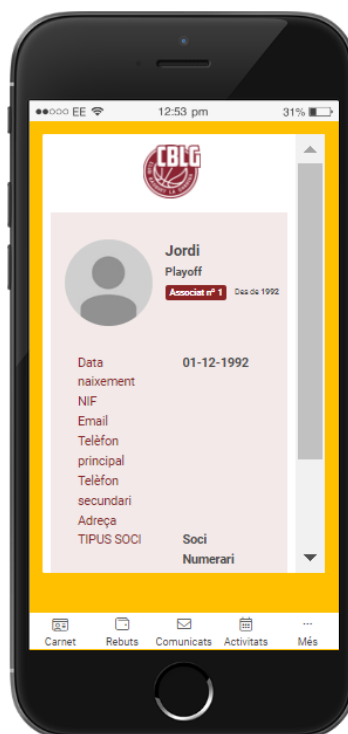 EE 12:53 pm 31%
CBLG
Jordi
Playoff
Associat nº 1 Des de 1992
Data
naixement 01-12-1992
NIF
Email
Telèfon
principal
Telèfon
secundari
Adreça
TIPUS SOCI Soci
Numerari
Carnet Rebuts Comunicats Activitats Més